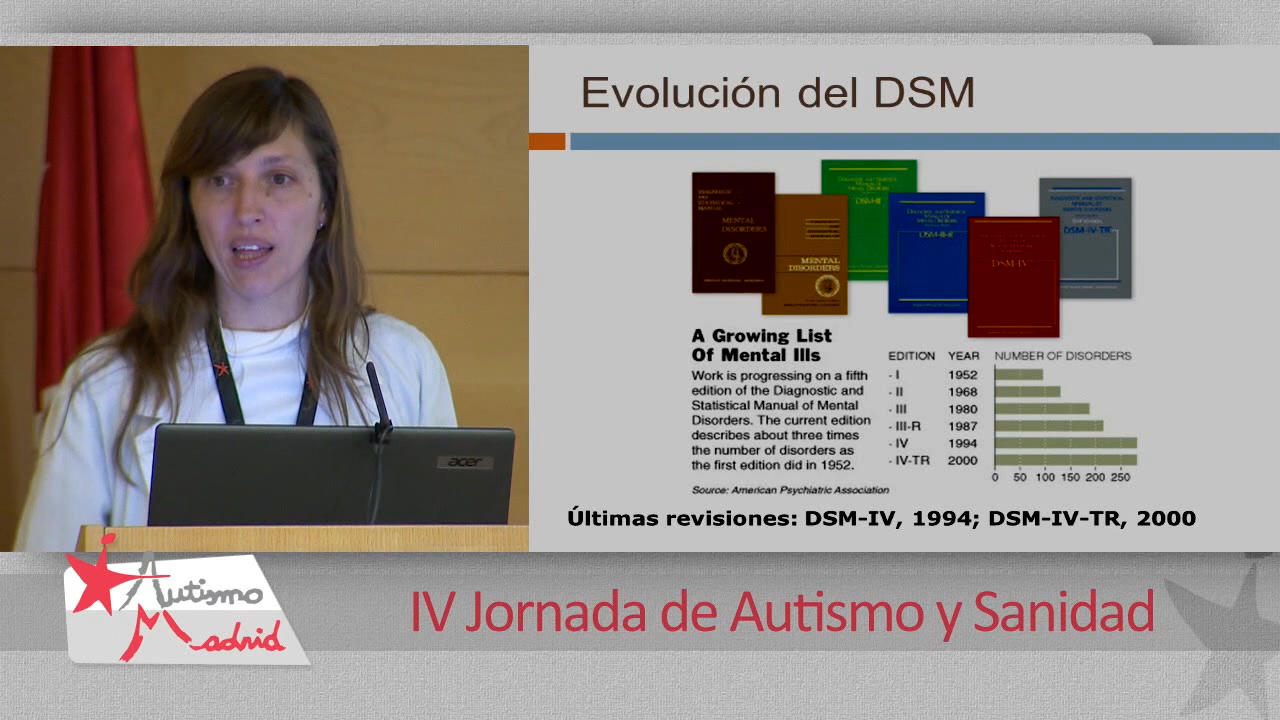 Evolución del DSM
MENTAL
DISORDERS
MENTAL
DISORDERS
DSM-III
DSM-III-R
DSM-IV
DSM-IV-TR
A Growing List
Of Mental Ills
Work is progressing on a fifth
edition of the Diagnostic and
Statistical Manual of Mental
Disorders. The current edition
describes about three times
the number of disorders as
the first edition did in 1952.
Source: American Psychiatric Association
EDITION YEAR NUMBER OF DISORDERS
- I 1952
- II 1968
- III 1980
- III-R 1987
- IV 1994
- IV-TR 2000
0 50 100 150 200 250
Últimas revisiones: DSM-IV, 1994; DSM-IV-TR, 2000
acer
Autismo
Madrid
IV Jornada de Autismo y Sanidad